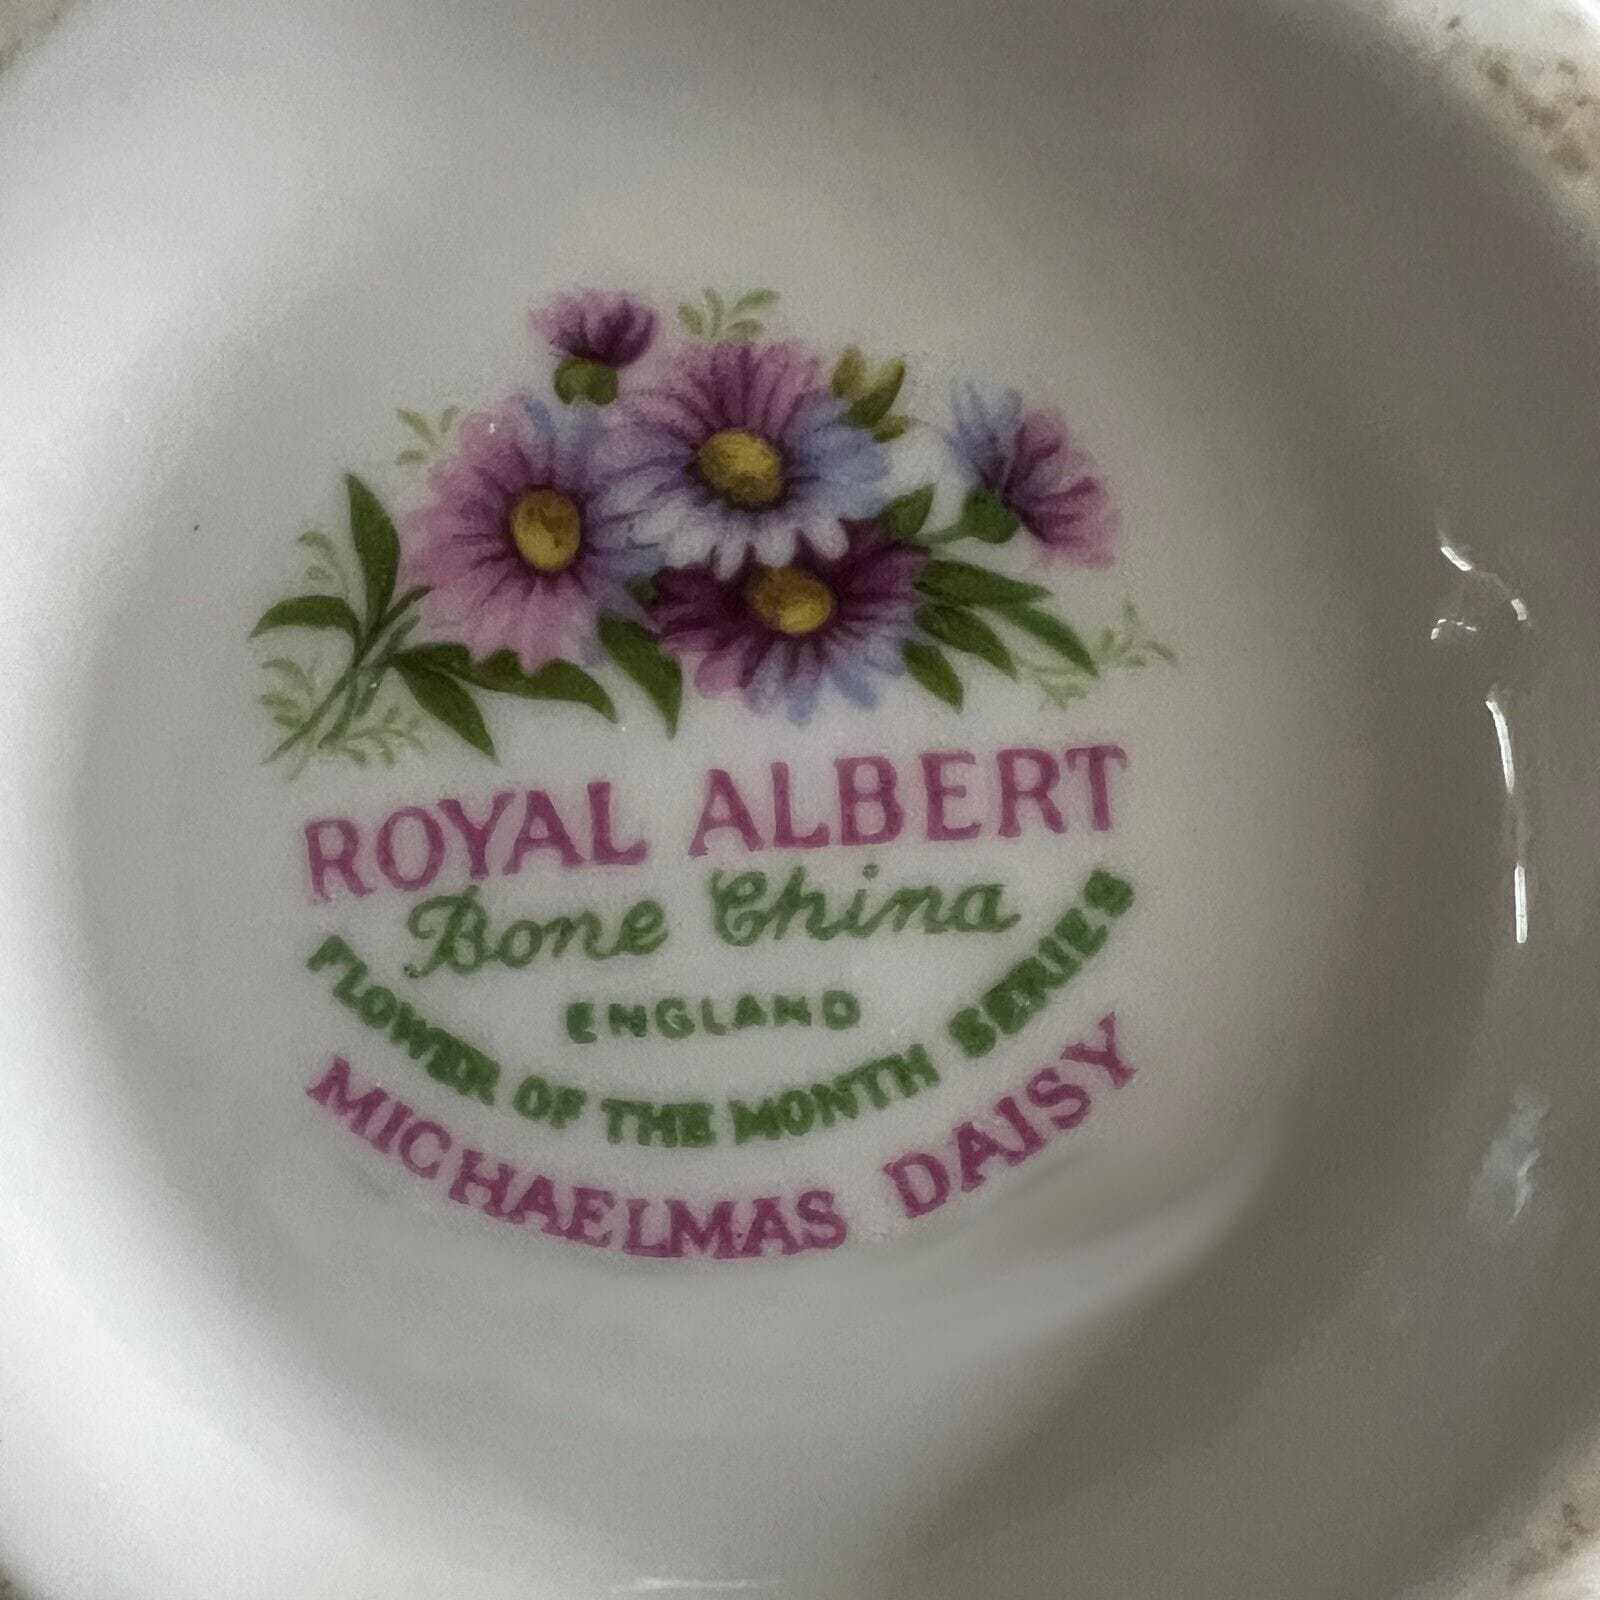 ROYAL ALBERT
Bone China
ENGLAND
FLOWER OF THE MONTH SERIES
MICHAELMAS DAISY